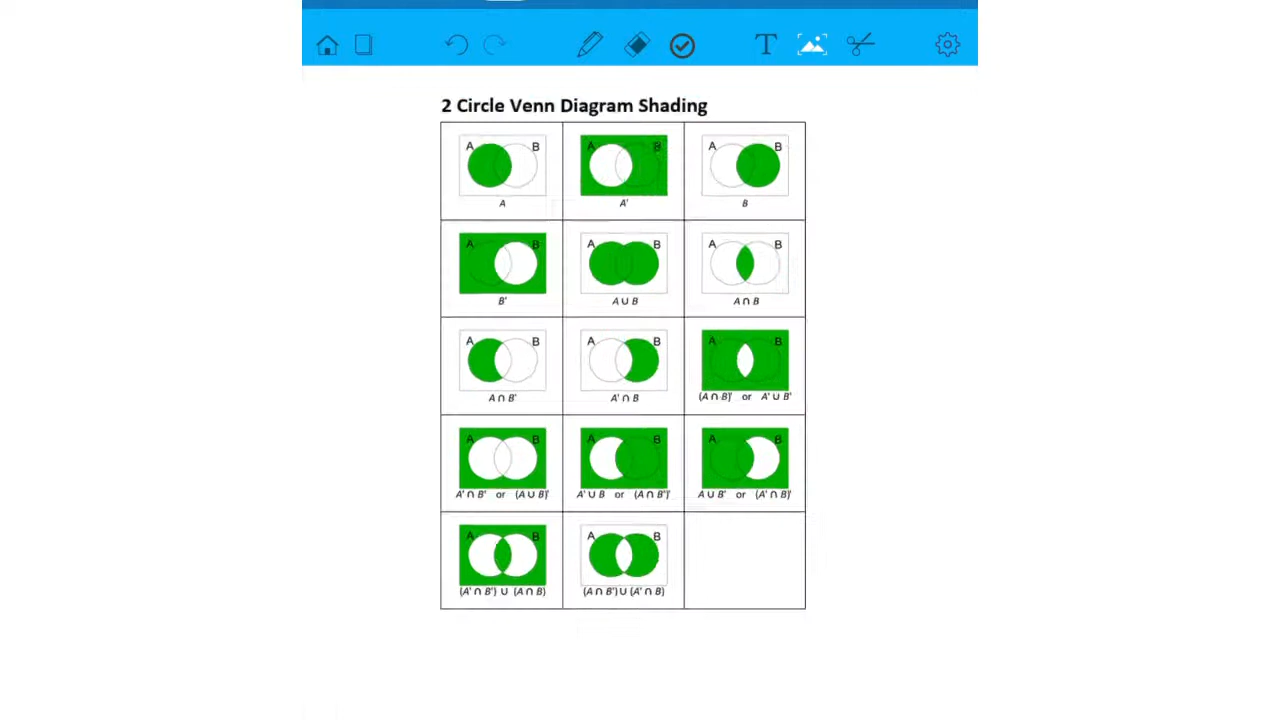 2 Circle Venn Diagram Shading
A B A B A B
A A' B
A B A B A B
B' A ∪ B A ∩ B
A B A B A B
A ∩ B' A' ∩ B (A ∩ B)' or A' ∪ B'
A B A B A B
A' ∩ B' or (A ∪ B)' A' ∪ B or (A ∩ B')' A ∪ B' or (A' ∩ B)'
A B A B
(A' ∩ B') ∪ (A ∩ B) (A ∩ B') ∪ (A' ∩ B)
T